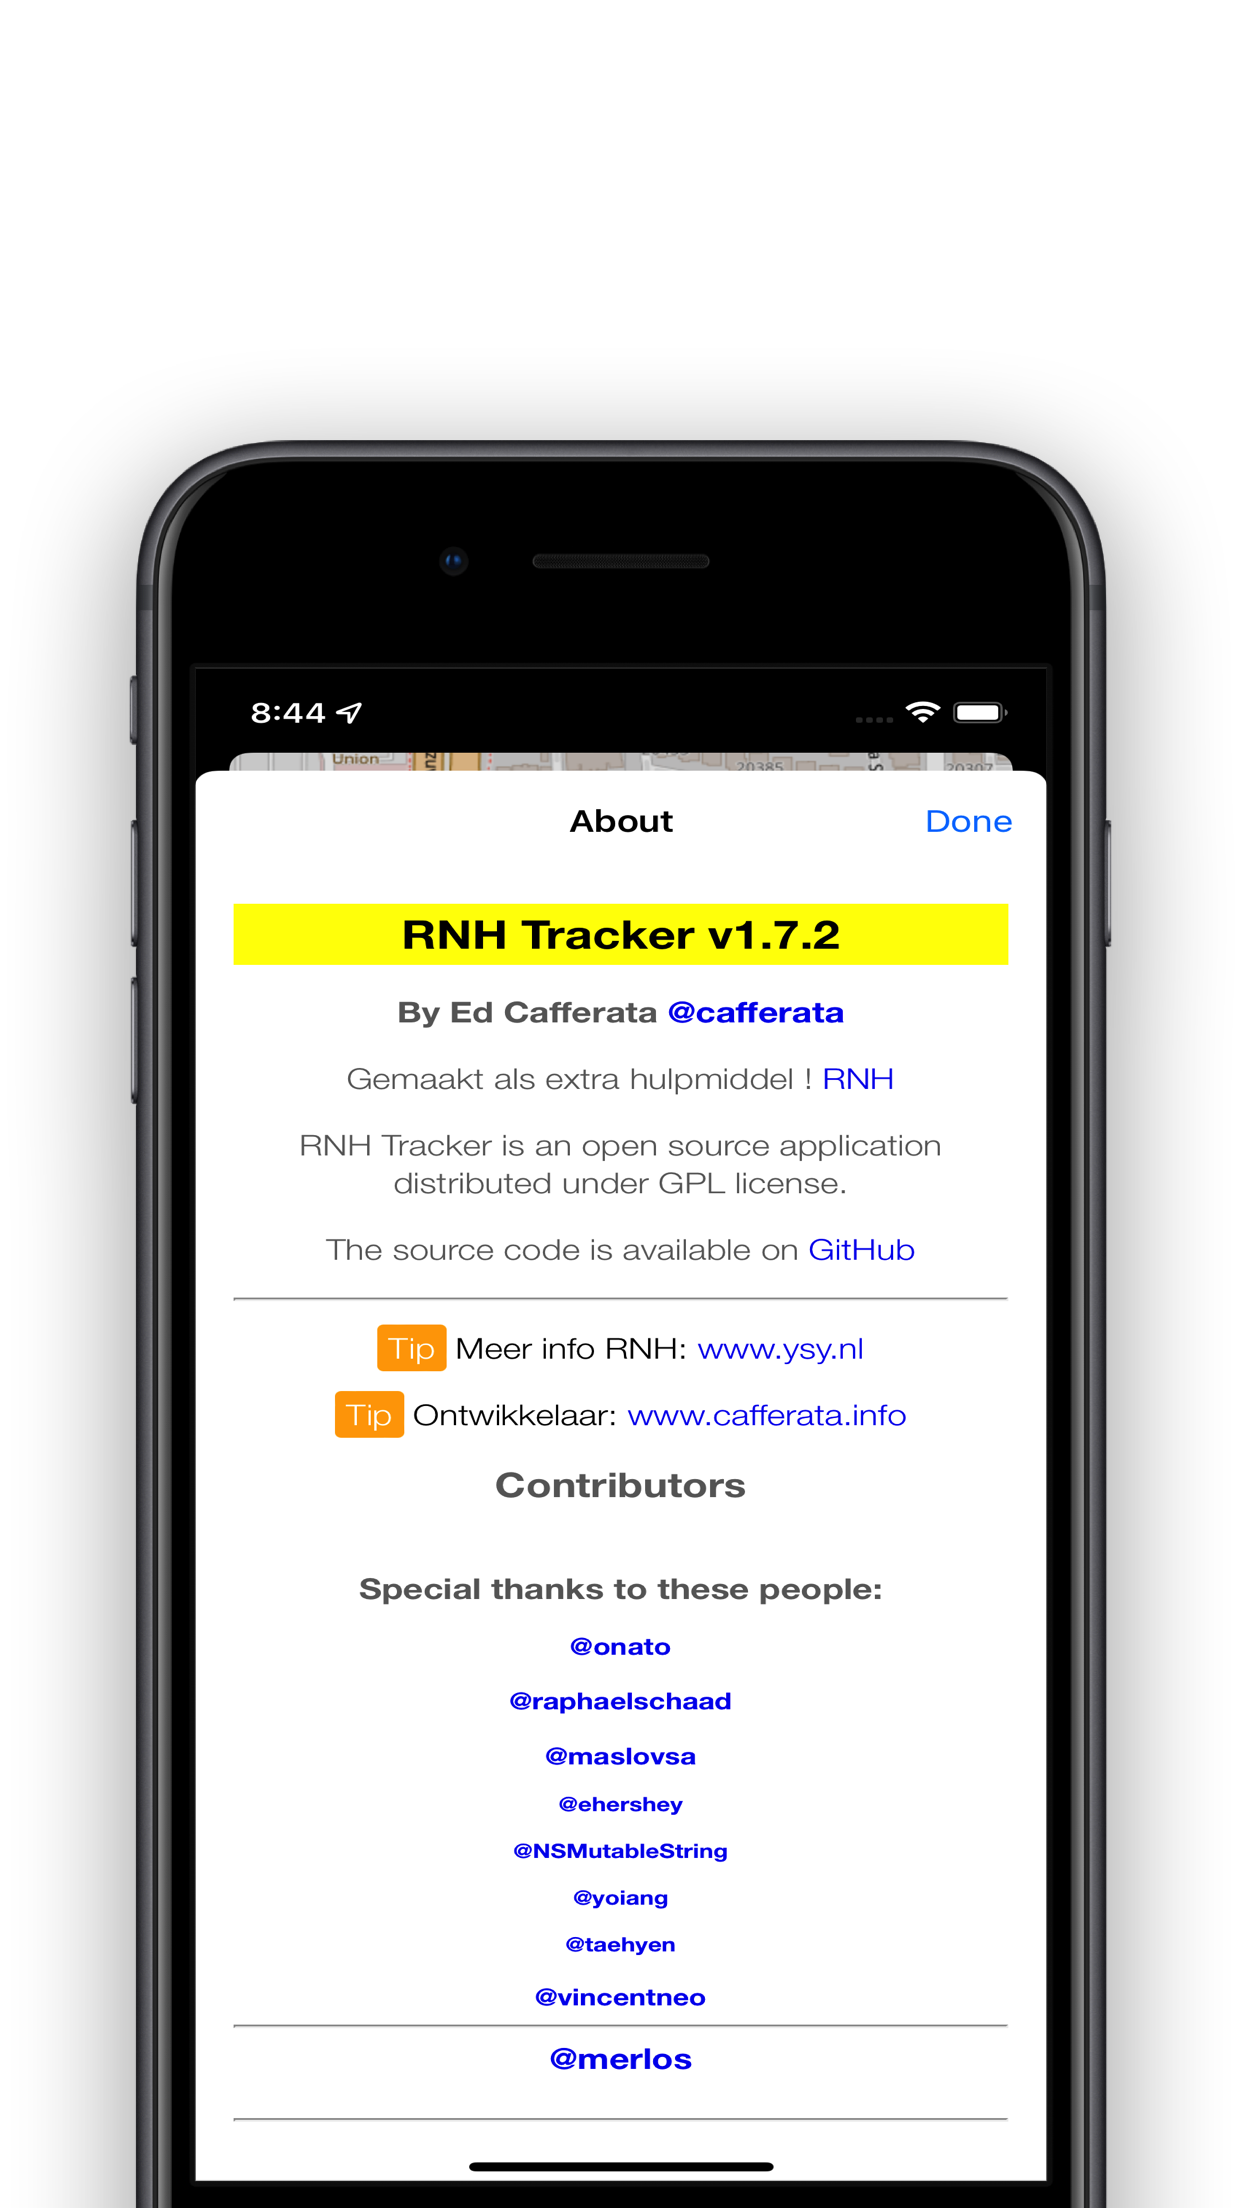 8:44
Union
20385
20307
About
Done
RNH Tracker v1.7.2
By Ed Cafferata @cafferata
Gemaakt als extra hulpmiddel ! RNH
RNH Tracker is an open source application
distributed under GPL license.
The source code is available on GitHub
Tip Meer info RNH: www.ysy.nl
Tip Ontwikkelaar: www.cafferata.info
Contributors
Special thanks to these people:
@onato
@raphaelschaad
@maslovsa
@ehershey
@NSMutableString
@yoiang
@taehyen
@vincentneo
@merlos